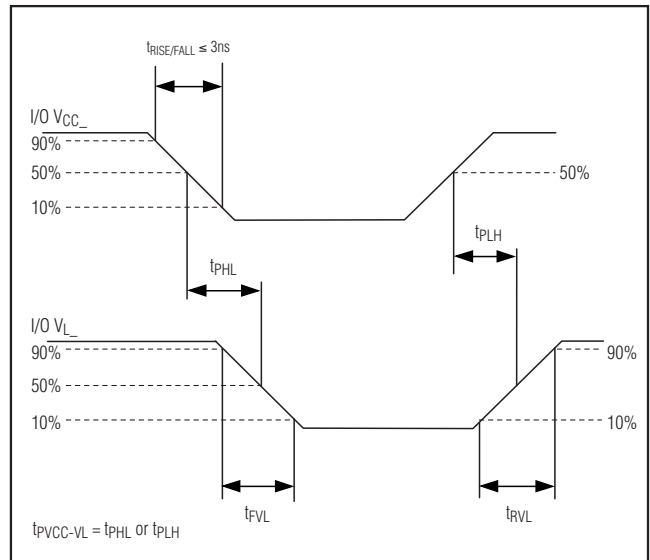 tRISE/FALL ≤ 3ns
I/O VCC_
90%
50%
50%
10%
tPLH
tPHL
I/O VL_
90%
90%
50%
10%
10%
tFVL
tRVL
tPVCC-VL = tPHL or tPLH